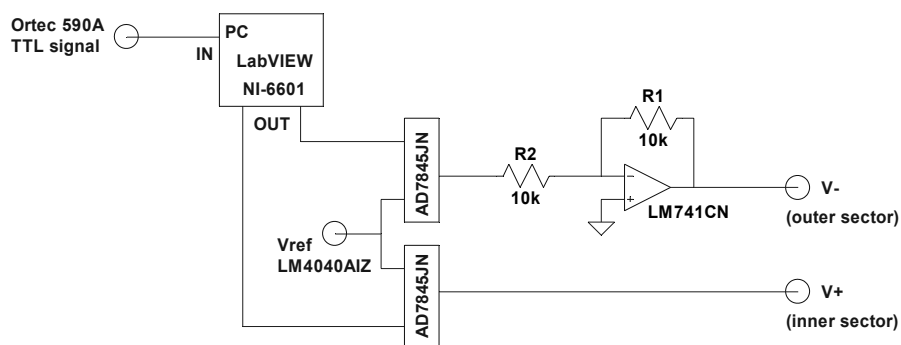 Ortec 590A
TTL signal
IN
PC
LabVIEW
NI-6601
OUT
AD7845JN
R2
10k
R1
10k
-
+
LM741CN
V-
(outer sector)
Vref
LM4040AIZ
AD7845JN
V+
(inner sector)